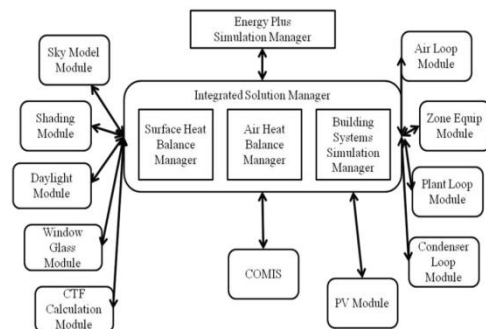 Energy Plus
Simulation Manager
Sky Model
Module
Air Loop
Module
Integrated Solution Manager
Shading
Module
Surface Heat
Balance
Manager
Air Heat
Balance
Manager
Building
Systems
Simulation
Manager
Zone Equip
Module
Daylight
Module
Plant Loop
Module
Window
Glass
Module
Condenser
Loop
Module
COMIS
PV Module
CTF
Calculation
Module